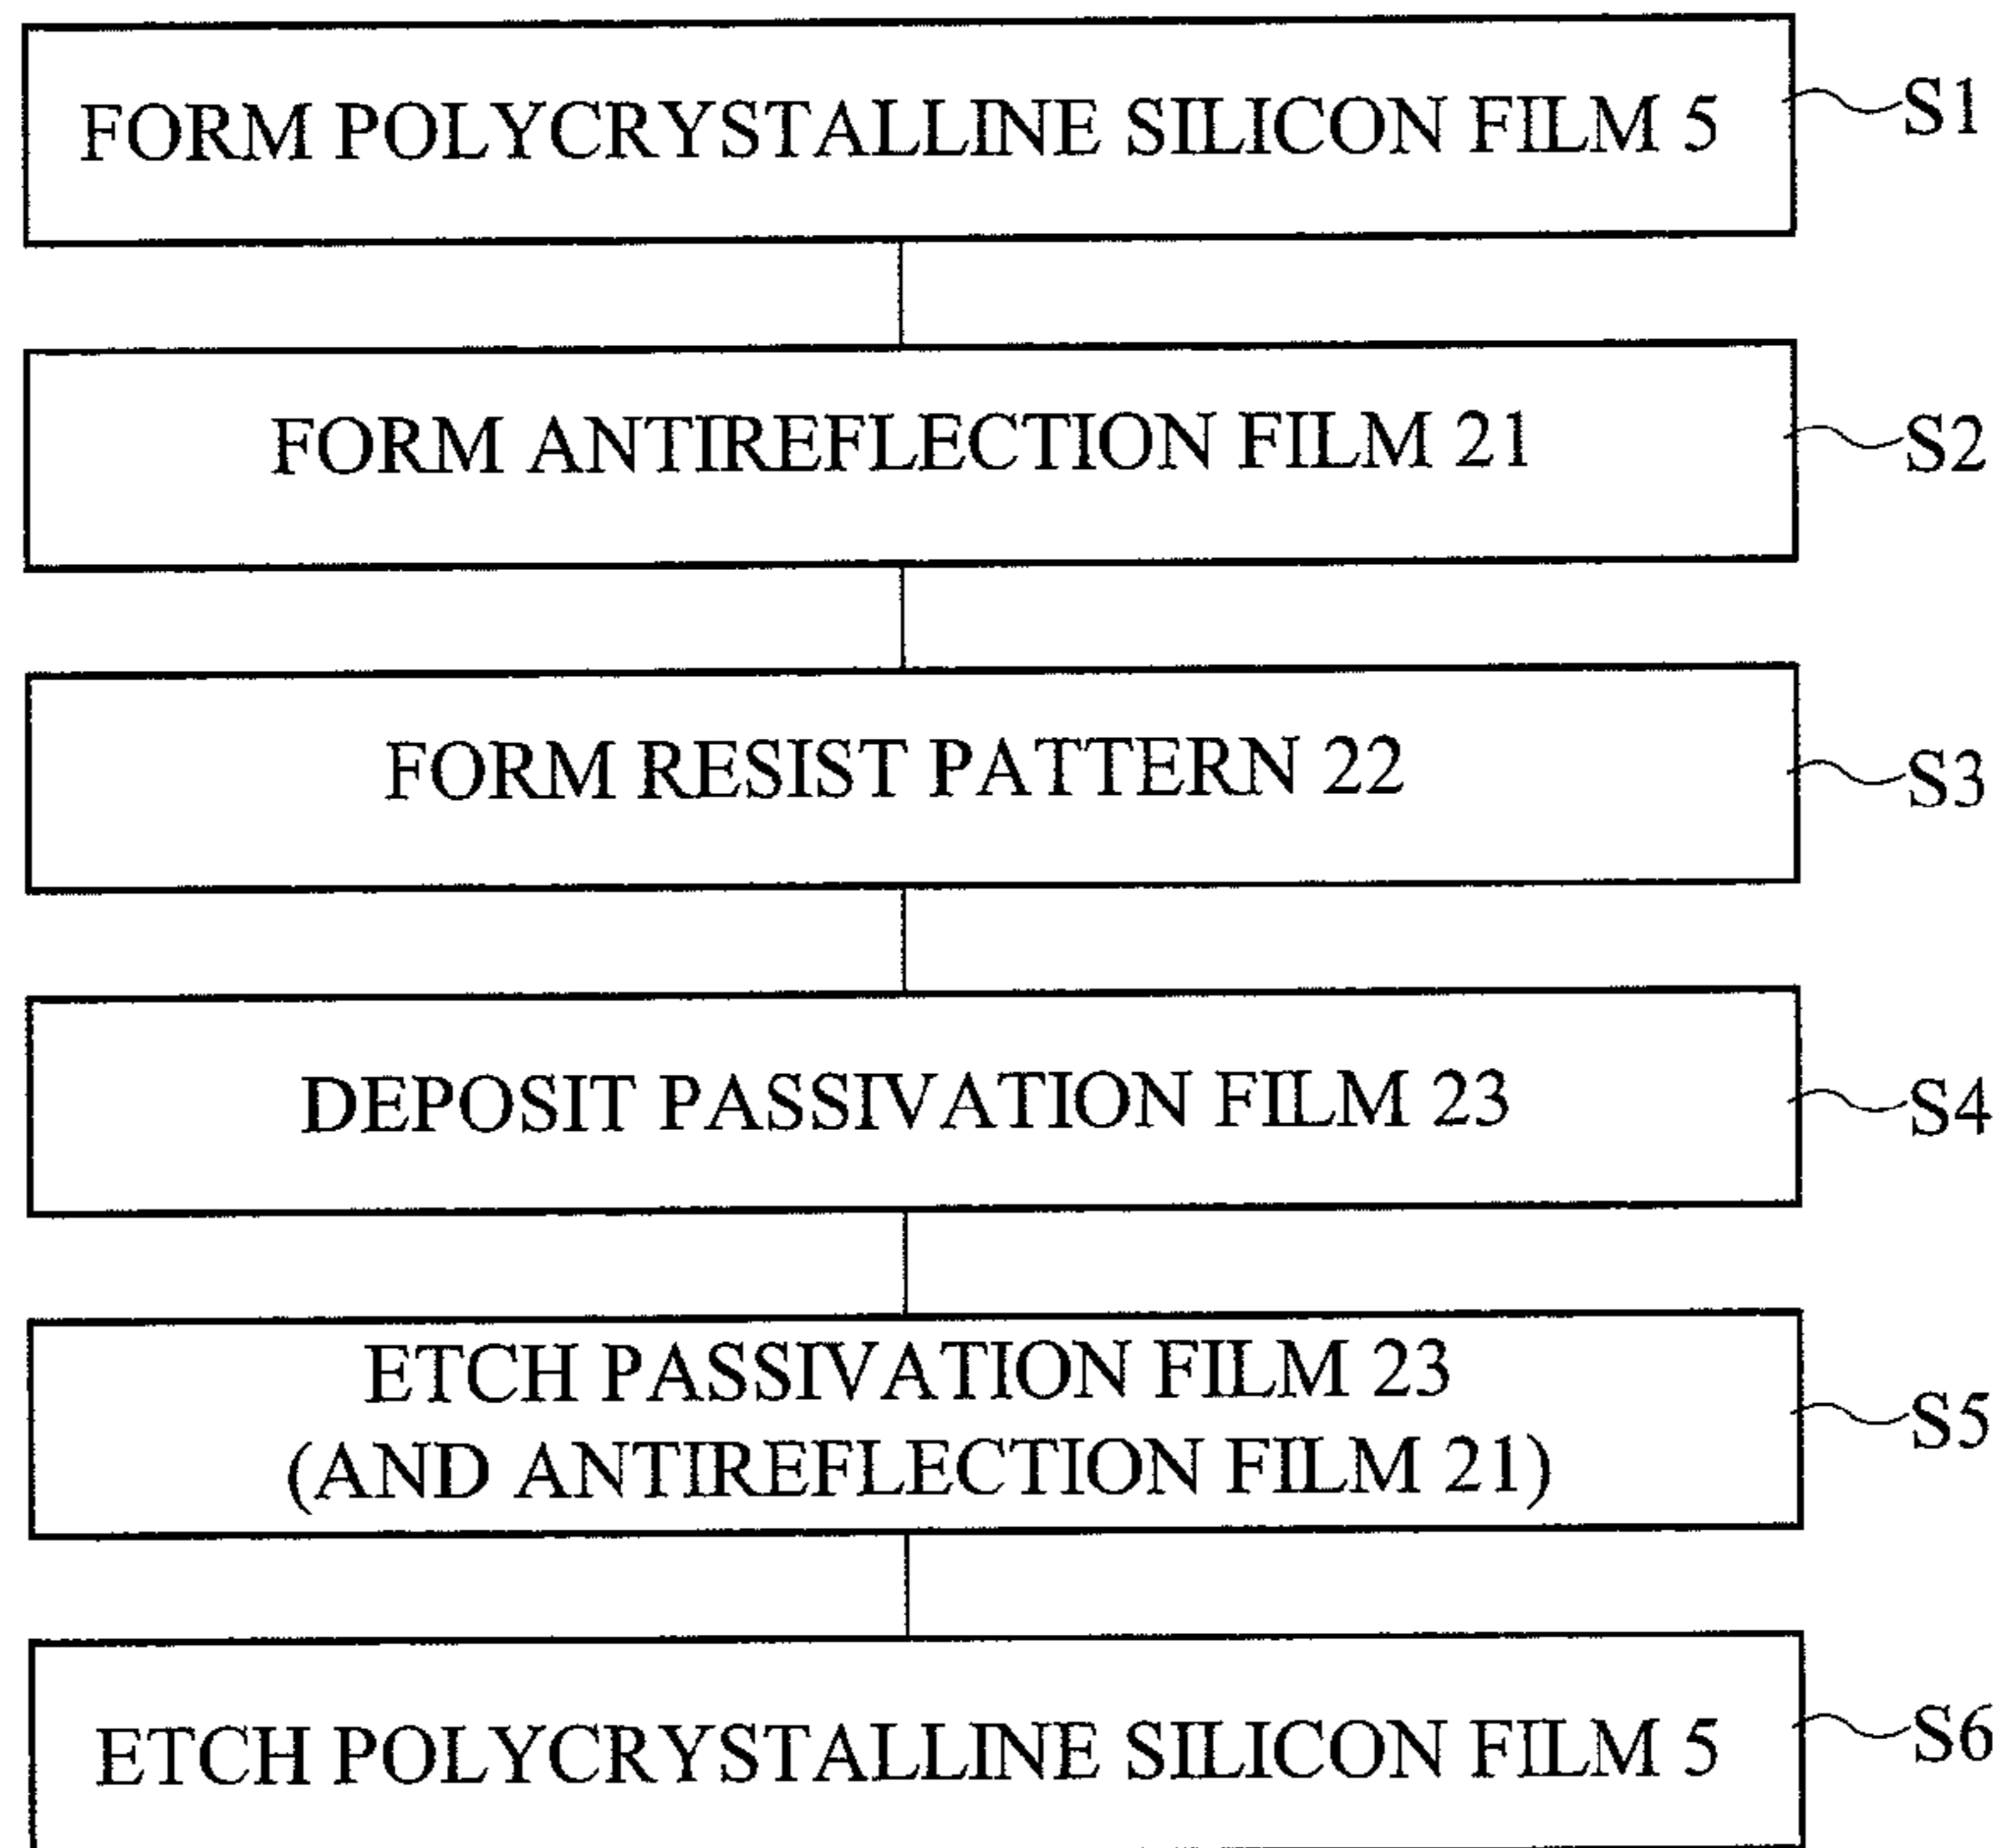 FORM POLYCRYSTALLINE SILICON FILM 5 S1
FORM ANTIREFLECTION FILM 21 S2
FORM RESIST PATTERN 22 S3
DEPOSIT PASSIVATION FILM 23 S4
ETCH PASSIVATION FILM 23
(AND ANTIREFLECTION FILM 21) S5
ETCH POLYCRYSTALLINE SILICON FILM 5 S6